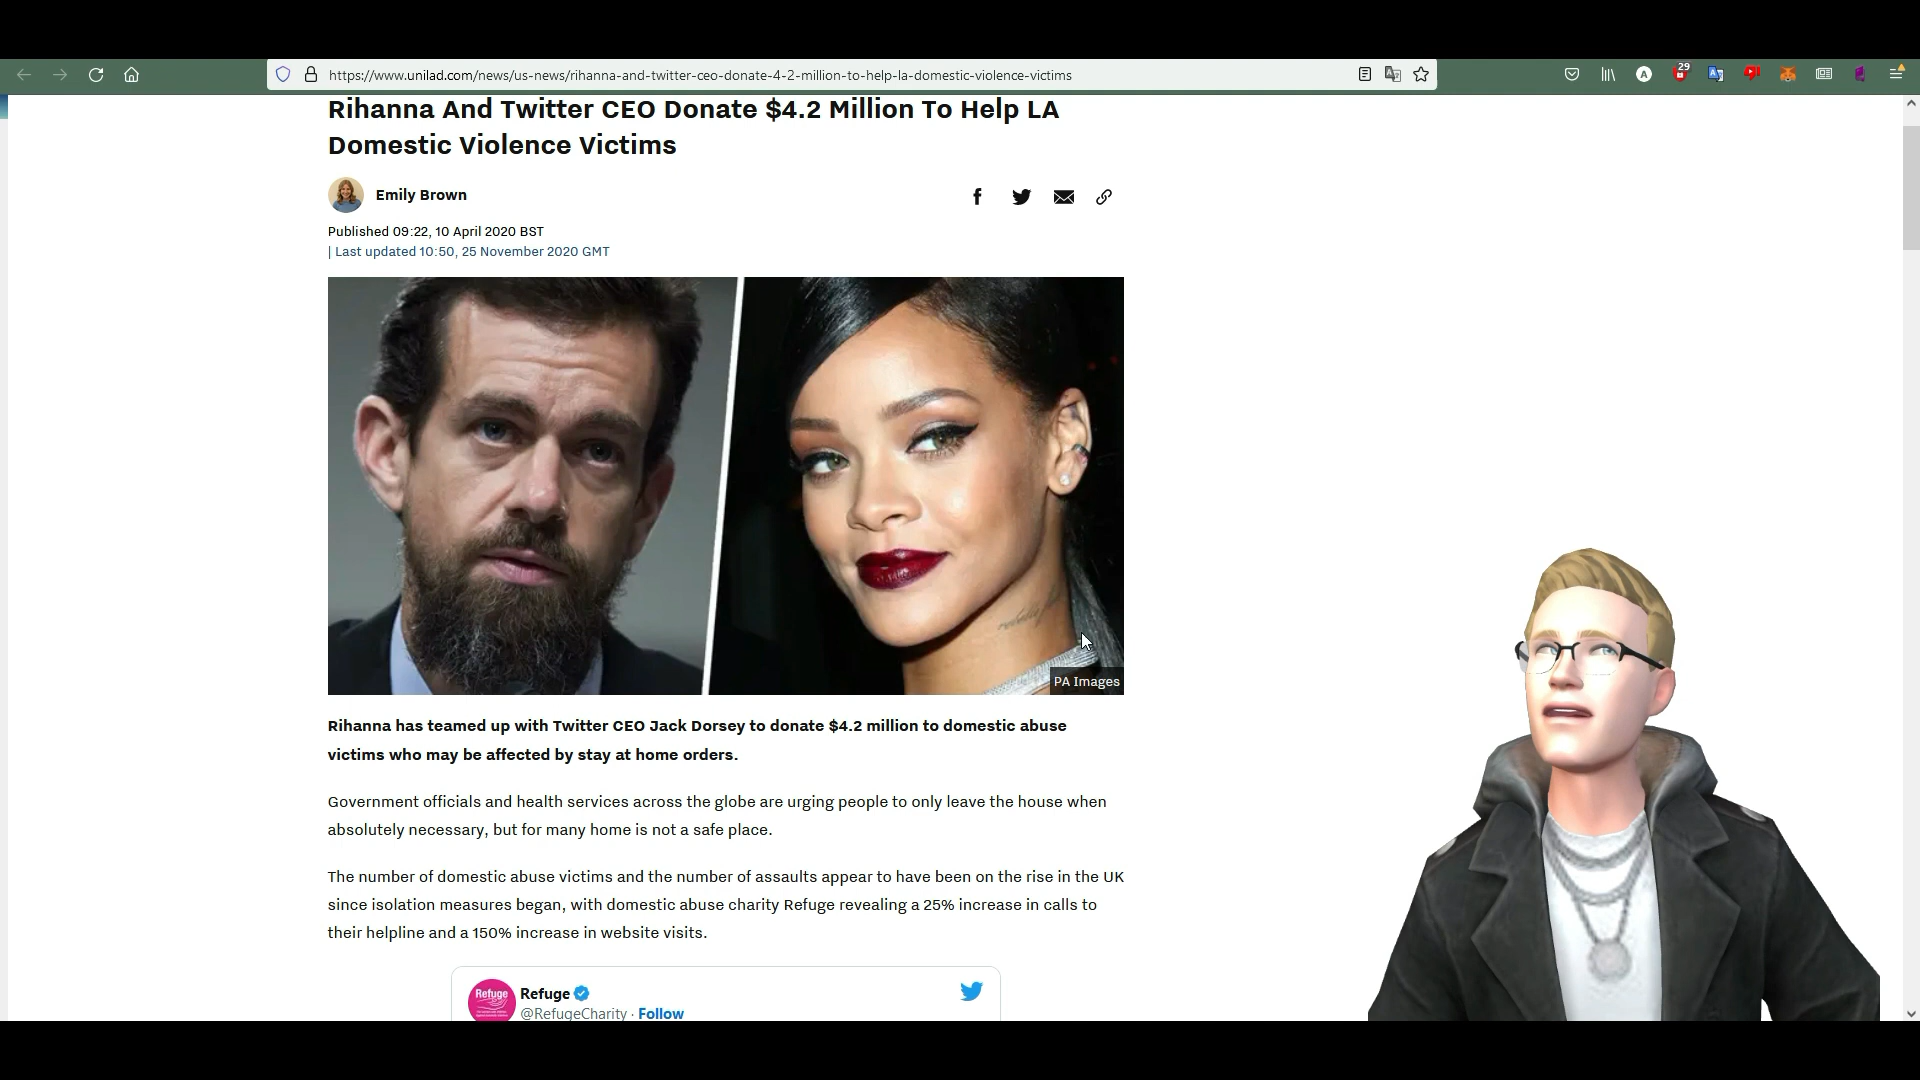 https://www.unilad.com/news/us-news/rihanna-and-twitter-ceo-donate-4-2-million-to-help-la-domestic-violence-victims
29
A
Rihanna And Twitter CEO Donate $4.2 Million To Help LA
Domestic Violence Victims
Emily Brown
Published 09:22, 10 April 2020 BST
| Last updated 10:50, 25 November 2020 GMT
PA Images
Rihanna has teamed up with Twitter CEO Jack Dorsey to donate $4.2 million to domestic abuse
victims who may be affected by stay at home orders.
Government officials and health services across the globe are urging people to only leave the house when
absolutely necessary, but for many home is not a safe place.
The number of domestic abuse victims and the number of assaults appear to have been on the rise in the UK
since isolation measures began, with domestic abuse charity Refuge revealing a 25% increase in calls to
their helpline and a 150% increase in website visits.
Refuge
Refuge
@RefugeCharity · Follow